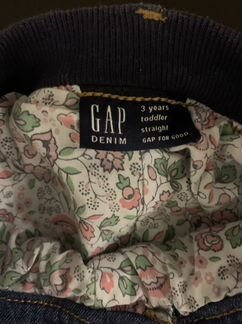 GAP
DENIM
3 years
toddler
straight
GAP FOR GOOD